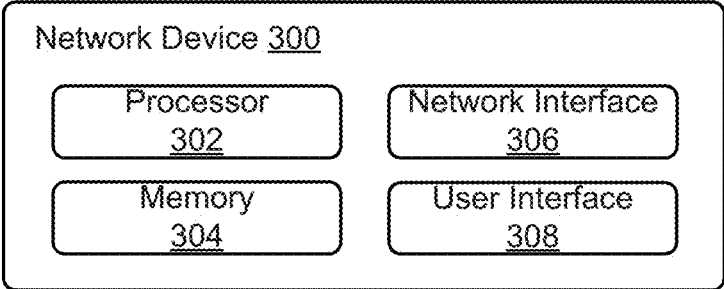 Network Device 300
Processor
302
Network Interface
306
Memory
304
User Interface
308